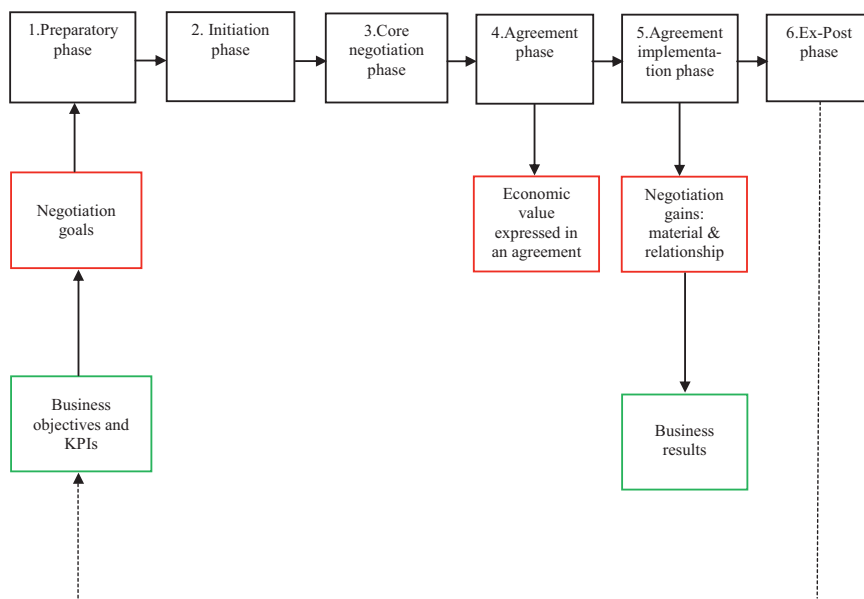 1.Preparatory
phase
2. Initiation
phase
3.Core
negotiation
phase
4.Agreement
phase
5.Agreement
implementa-
tion phase
6.Ex-Post
phase
Negotiation
goals
Economic
value
expressed in
an agreement
Negotiation
gains:
material &
relationship
Business
objectives and
KPIs
Business
results